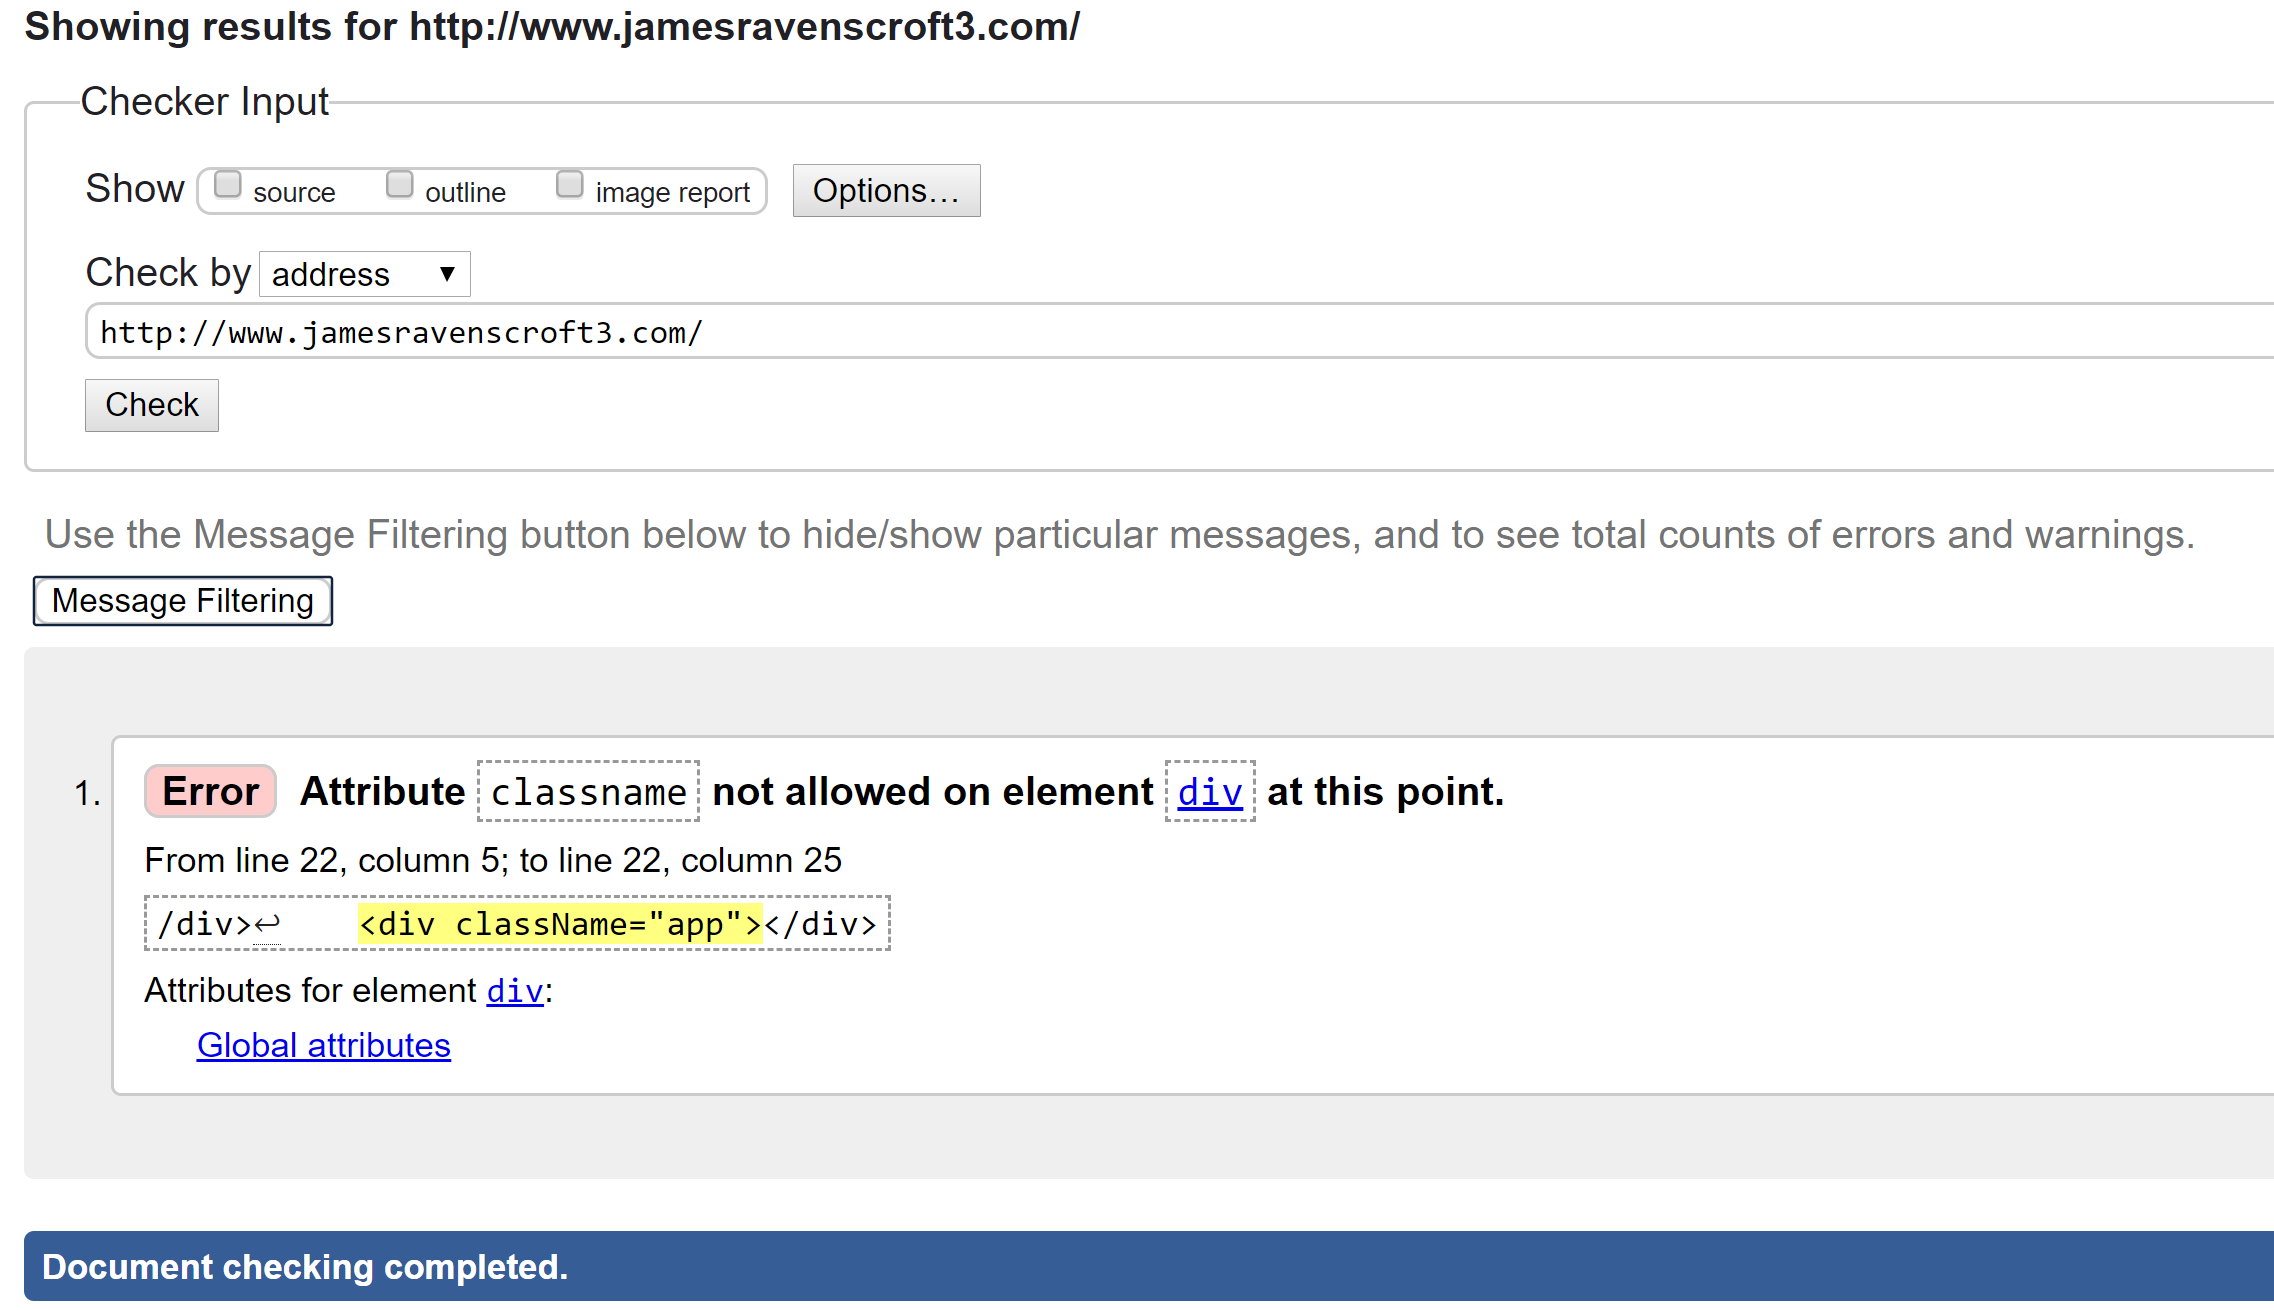 Showing results for http://www.jamesravenscroft3.com/
Checker Input
Show source outline image report Options…
Check by address ▼
http://www.jamesravenscroft3.com/
Check
Use the Message Filtering button below to hide/show particular messages, and to see total counts of errors and warnings.
Message Filtering
1. Error Attribute classname not allowed on element div at this point.
From line 22, column 5; to line 22, column 25
/div>↩    <div className="app"></div>
Attributes for element div:
Global attributes
Document checking completed.